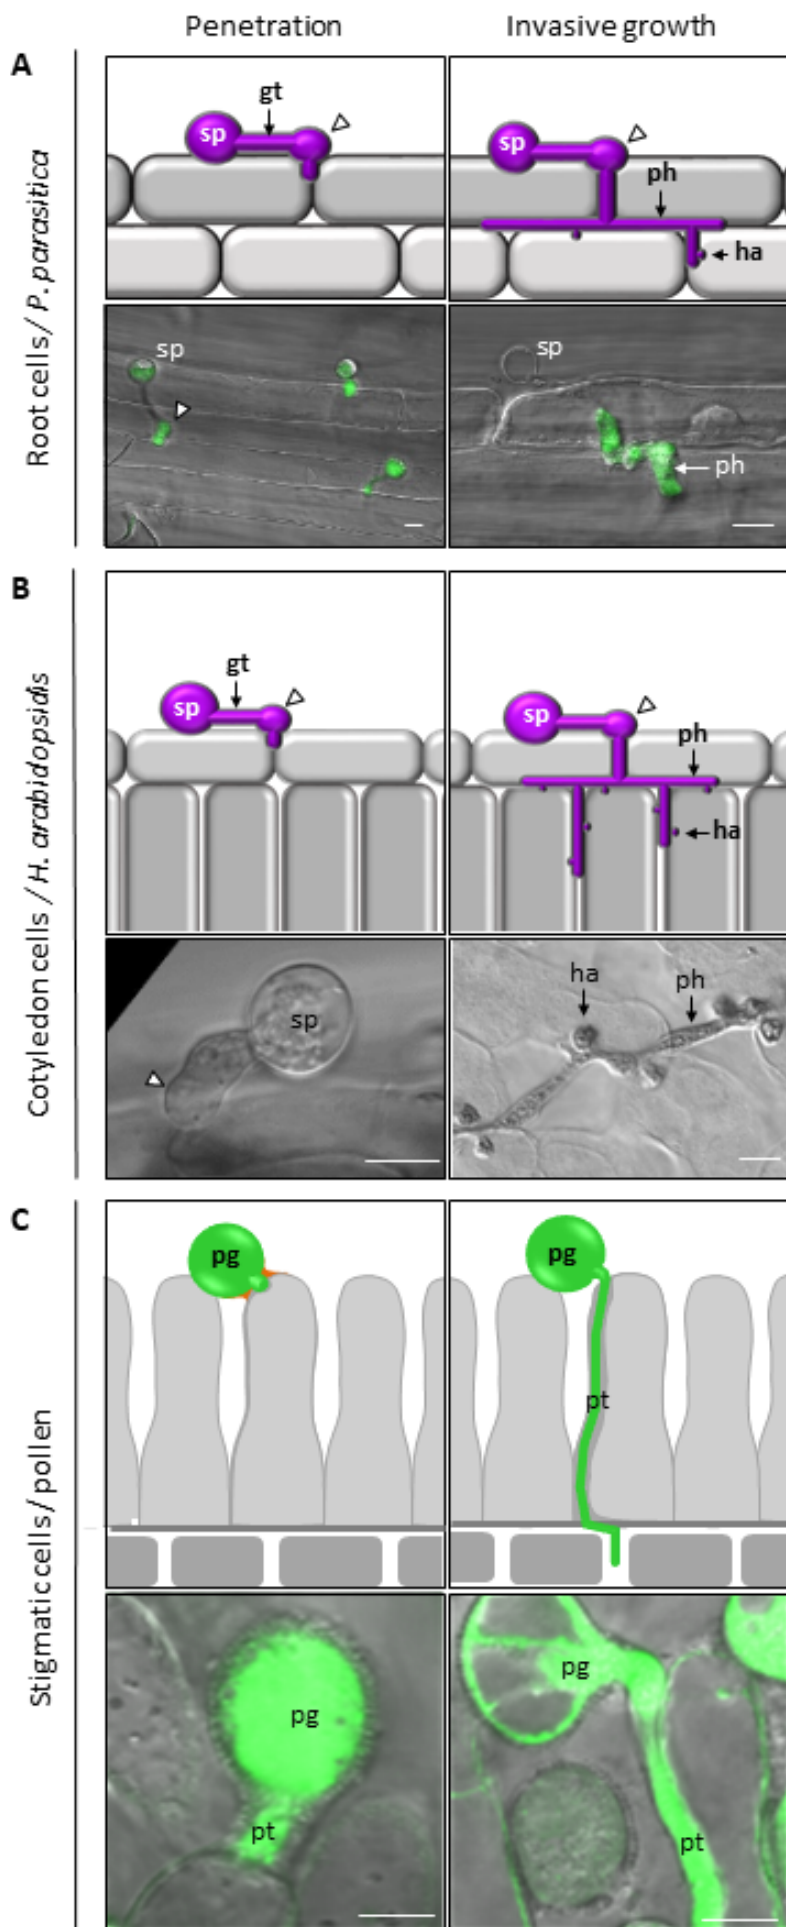 Penetration
Invasive growth
A
Root cells / P. parasitica
gt
sp
sp
ph
ha
sp
sp
ph
B
Cotyledon cells / H. arabidopsidis
gt
sp
sp
ph
ha
sp
ha
ph
C
Stigmatic cells / pollen
pg
pg
pt
pg
pt
pg
pt